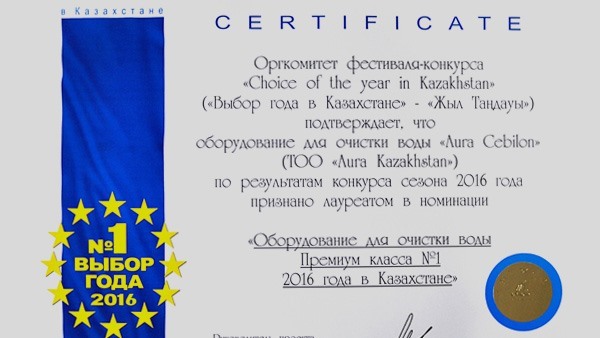 в Казахстане
CERTIFICATE
Оргкомитет фестиваля-конкурса
«Choice of the year in Kazakhstan»
(«Выбор года в Казахстане» - «Жыл Таңдауы»)
подтверждает, что
оборудование для очистки воды «Aura Cebilon»
(ТОО «Aura Kazakhstan»)
по результатам конкурса сезона 2016 года
признано лауреатом в номинации
«Оборудование для очистки воды
Премиум класса №1
2016 года в Казахстане»
№1
ВЫБОР
ГОДА
2016